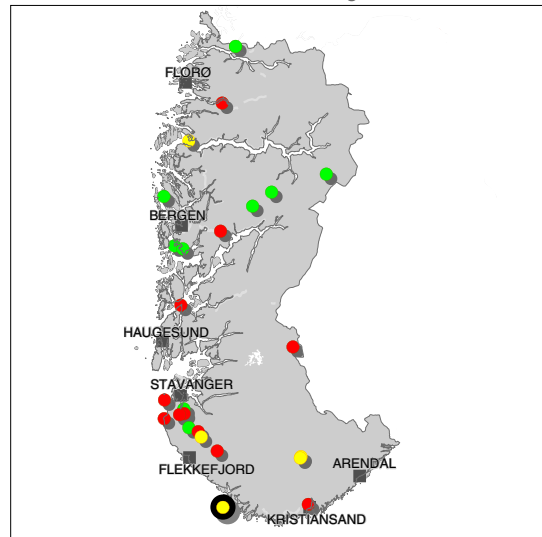 FLORØ
BERGEN
HAUGESUND
STAVANGER
FLEKKEFJORD
ARENDAL
KRISTIANSAND